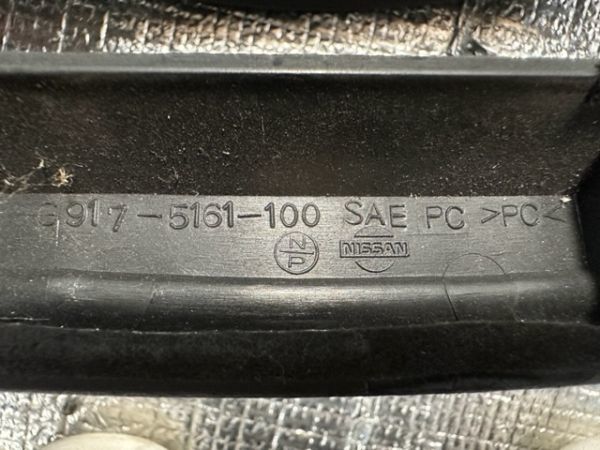 G917-5161-100 SAE PC >PC<
NP NISSAN